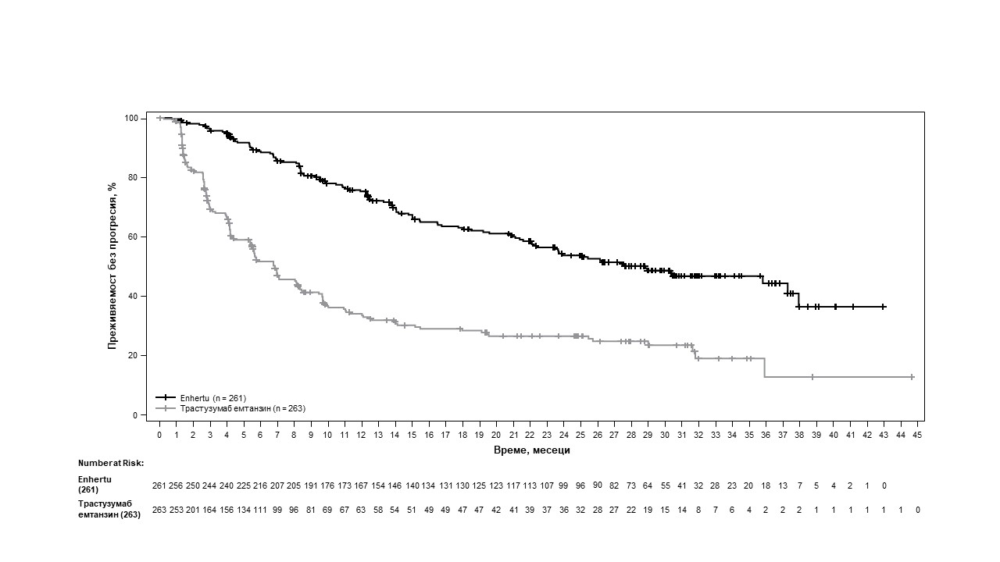 100
80
60
40
20
0
Преживяемост без прогресия, %
Enhertu (n = 261)
Трастузумаб емтанзин (n = 263)
0 1 2 3 4 5 6 7 8 9 10 11 12 13 14 15 16 17 18 19 20 21 22 23 24 25 26 27 28 29 30 31 32 33 34 35 36 37 38 39 40 41 42 43 44 45
Време, месеци
Number at Risk:
Enhertu
(261)
261 256 250 244 240 225 216 207 205 191 176 173 167 154 146 140 134 131 130 125 123 117 113 107 99 96 90 82 73 64 55 41 32 28 23 20 18 13 7 5 4 2 1 0
Трастузумаб
емтанзин (263)
263 253 201 164 156 134 111 99 96 81 69 67 63 58 54 51 49 49 47 47 42 41 39 37 36 32 28 27 22 19 15 14 8 7 6 4 2 2 2 1 1 1 1 1 1 0